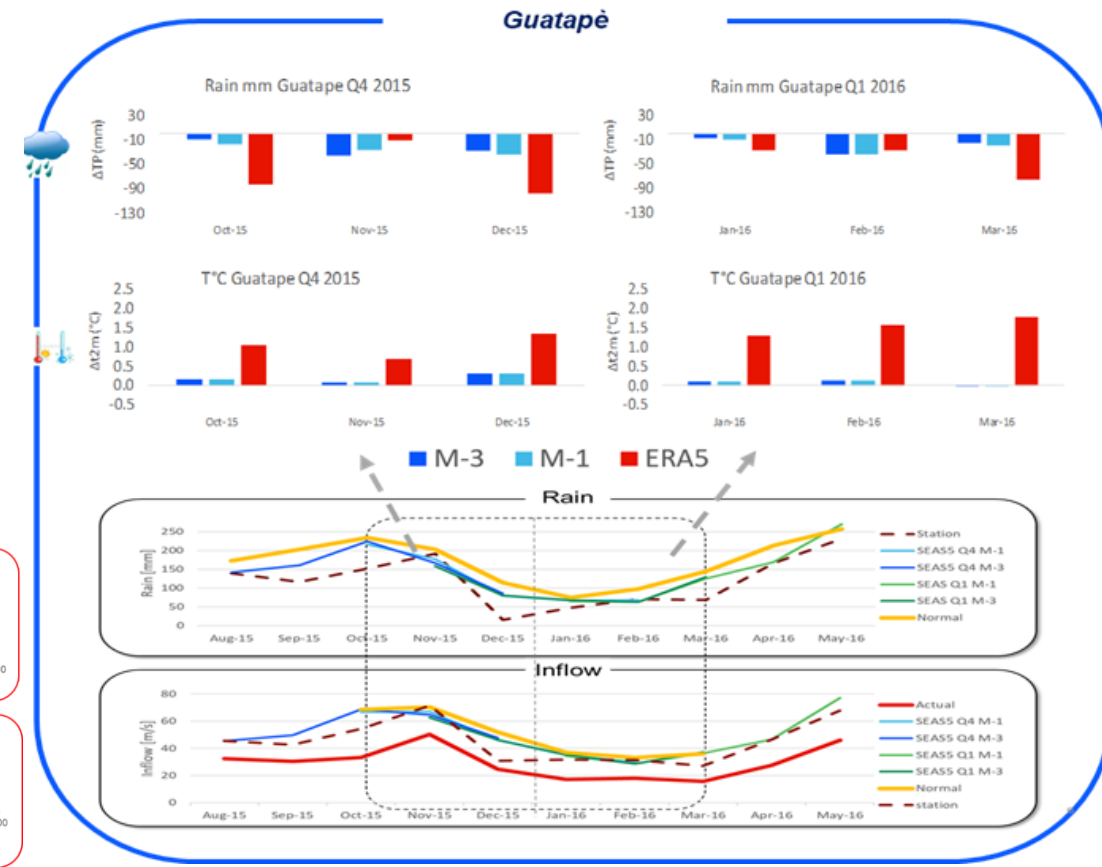 Guatapè
Rain mm Guatape Q4 2015
30
-10
-50
-90
-130
ΔTP (mm)
Oct-15 Nov-15 Dec-15
Rain mm Guatape Q1 2016
30
-10
-50
-90
-130
ΔTP (mm)
Jan-16 Feb-16 Mar-16
T°C Guatape Q4 2015
2.5
2.0
1.5
1.0
0.5
0.0
-0.5
Δt2m (°C)
Oct-15 Nov-15 Dec-15
T°C Guatape Q1 2016
2.5
2.0
1.5
1.0
0.5
0.0
-0.5
Δt2m (°C)
Jan-16 Feb-16 Mar-16
M-3 M-1 ERA5
Rain
Rain [mm]
250
200
150
100
50
0
Aug-15 Sep-15 Oct-15 Nov-15 Dec-15 Jan-16 Feb-16 Mar-16 Apr-16 May-16
Station
SEAS5 Q4 M-1
SEAS5 Q4 M-3
SEAS Q1 M-1
SEAS Q1 M-3
Normal
Inflow
Inflow [m/s]
80
60
40
20
0
Aug-15 Sep-15 Oct-15 Nov-15 Dec-15 Jan-16 Feb-16 Mar-16 Apr-16 May-16
Actual
SEAS5 Q4 M-1
SEAS5 Q4 M-3
SEAS5 Q1 M-1
SEAS5 Q1 M-3
Normal
station